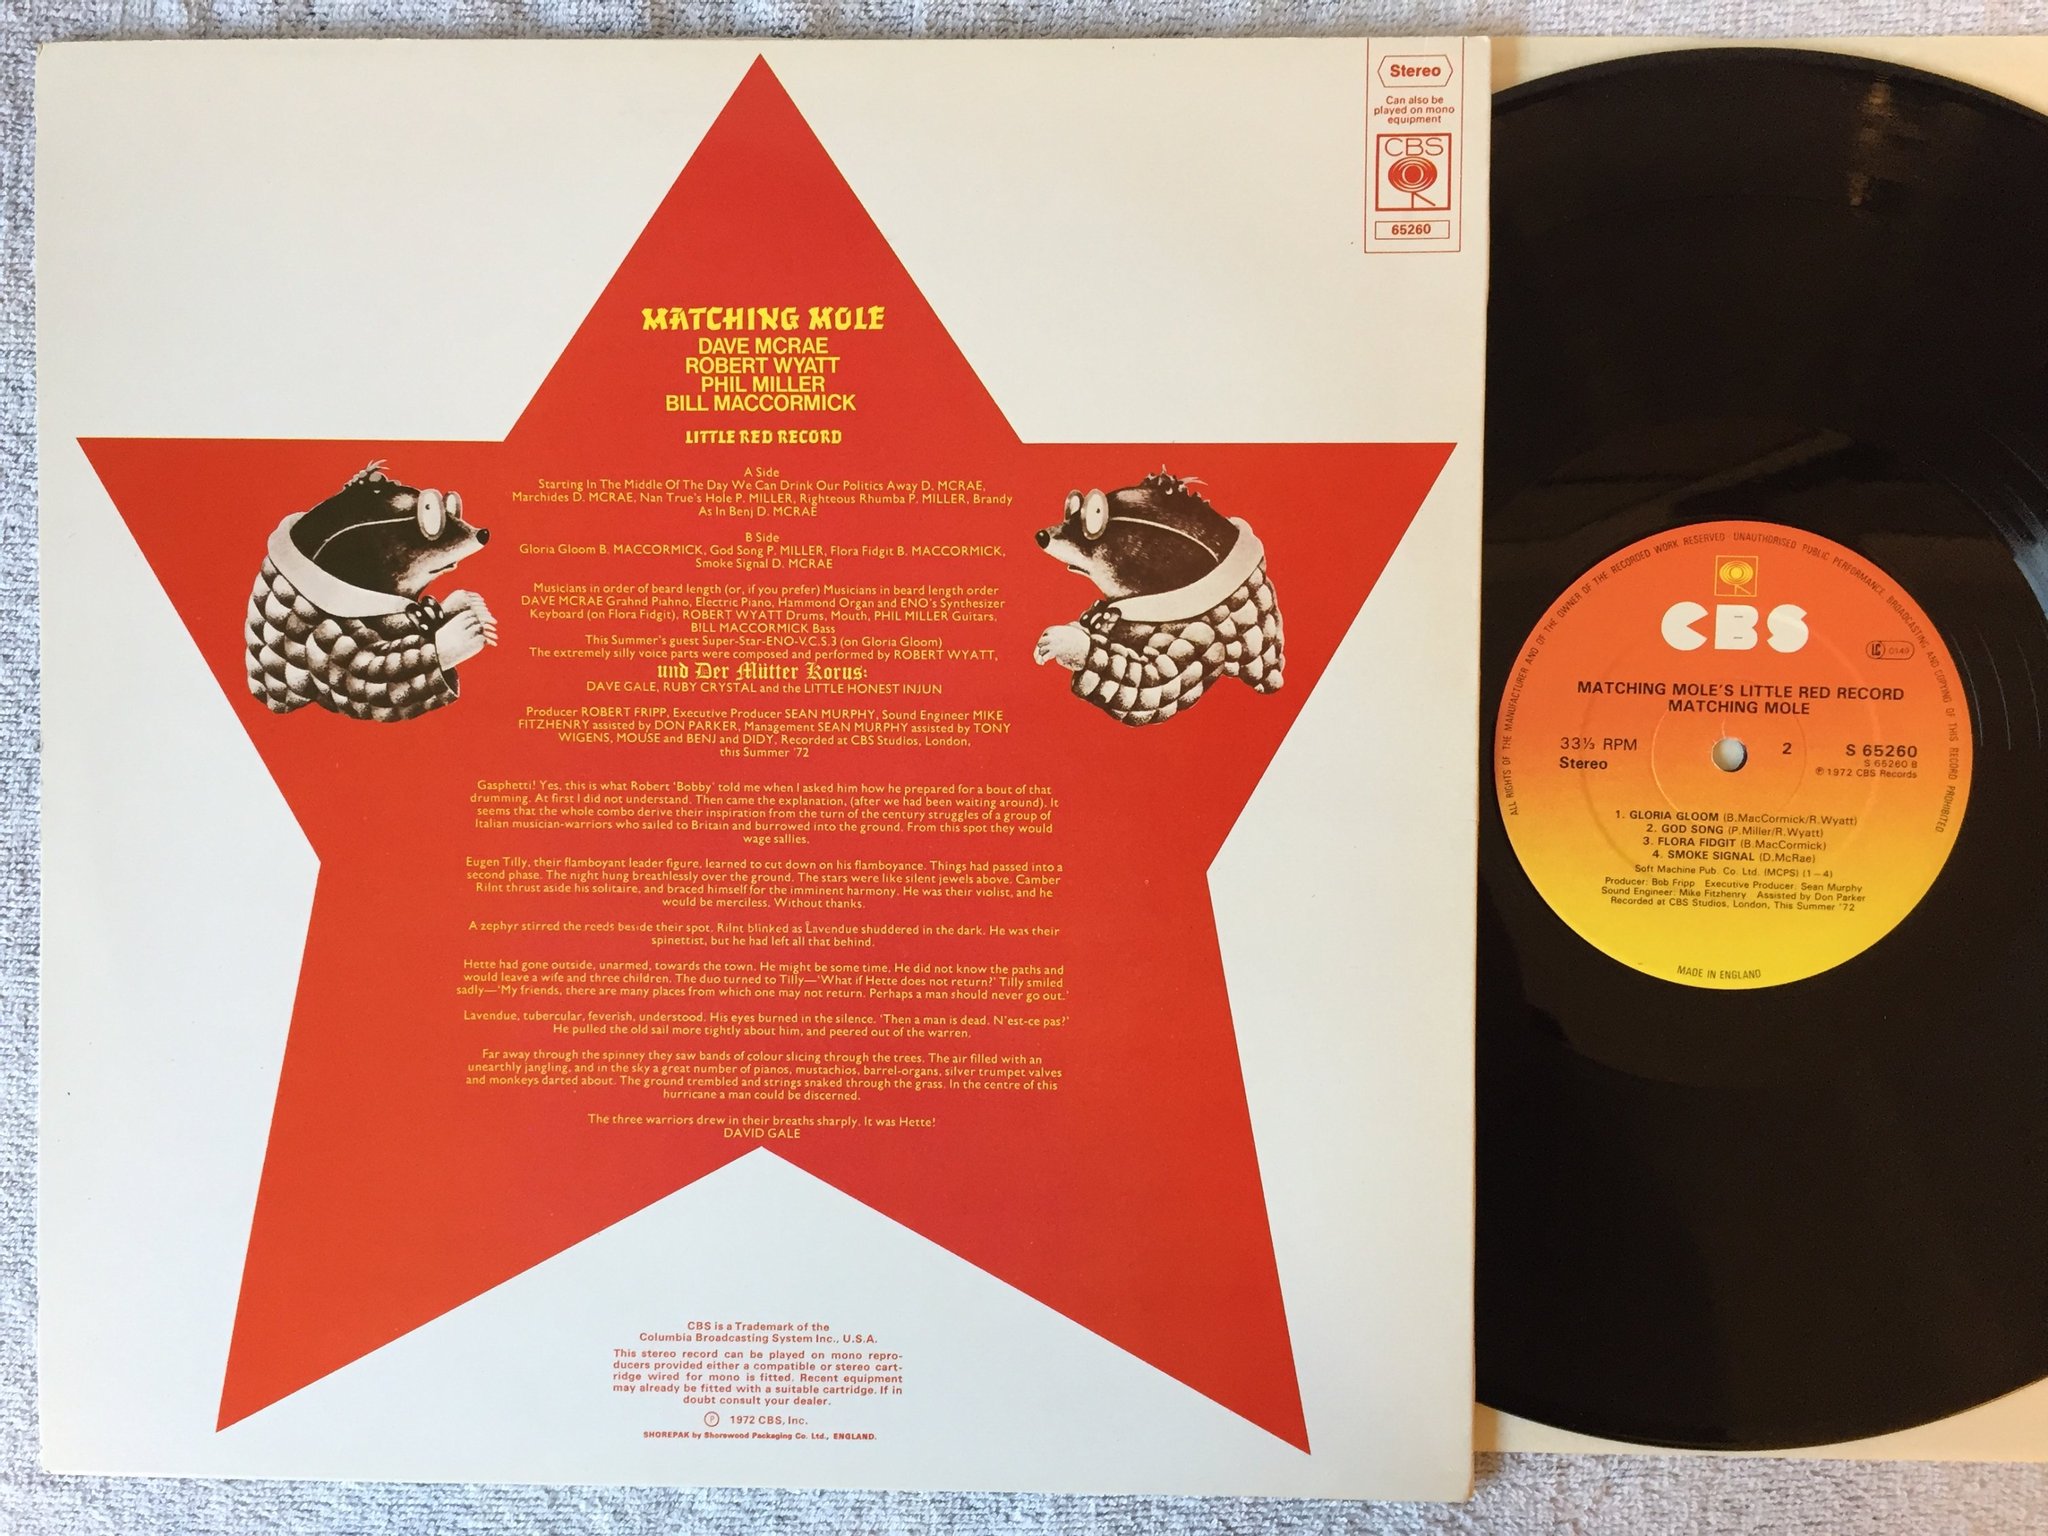 Stereo
Can also be
played on mono
equipment
CBS
65260
MATCHING MOLE
DAVE MCRAE
ROBERT WYATT
PHIL MILLER
BILL MACCORMICK
LITTLE RED RECORD
A Side
Starting In The Middle Of The Day We Can Drink Our Politics Away D. MCRAE,
Marchides D. MCRAE, Nan True's Hole P. MILLER, Righteous Rhumba P. MILLER, Brandy
As In Benj D. MCRAE
B Side
Gloria Gloom B. MACCORMICK, God Song P. MILLER, Flora Fidgit B. MACCORMICK,
Smoke Signal D. MCRAE
Musicians in order of beard length (or, if you prefer) Musicians in beard length order
DAVE MCRAE Grahnd Piahno, Electric Piano, Hammond Organ and ENO's Synthesizer
Keyboard (on Flora Fidgit), ROBERT WYATT Drums, Mouth, PHIL MILLER Guitars,
BILL MACCORMICK Bass
This Summer's guest Super-Star-ENO-V.C.S.3 (on Gloria Gloom)
The extremely silly voice parts were composed and performed by ROBERT WYATT,
und Der Mütter Korus:
DAVE GALE, RUBY CRYSTAL and the LITTLE HONEST INJUN
Producer ROBERT FRIPP, Executive Producer SEAN MURPHY, Sound Engineer MIKE
FITZHENRY assisted by DON PARKER, Management SEAN MURPHY assisted by TONY
WIGENS, MOUSE and BENJ and DIDY, Recorded at CBS Studios, London,
this Summer '72
Gasphetti! Yes, this is what Robert 'Bobby' told me when I asked him how he prepared for a bout of that
drumming. At first I did not understand. Then came the explanation, (after we had been waiting around). It
seems that the whole combo derive their inspiration from the turn of the century struggles of a group of
Italian musician-warriors who sailed to Britain and burrowed into the ground. From this spot they would
wage sallies.
Eugen Tilly, their flamboyant leader figure, learned to cut down on his flamboyance. Things had passed into a
second phase. The night hung breathlessly over the ground. The stars were like silent jewels above. Camber
Rilnt thrust aside his solitaire, and braced himself for the imminent harmony. He was their violist, and he
would be merciless. Without thanks.
A zephyr stirred the reeds beside their spot. Rilnt blinked as Lavendue shuddered in the dark. He was their
spinettist, but he had left all that behind.
Hette had gone outside, unarmed, towards the town. He might be some time. He did not know the paths and
would leave a wife and three children. The duo turned to Tilly—'What if Hette does not return?' Tilly smiled
sadly—'My friends, there are many places from which one may not return. Perhaps a man should never go out.'
Lavendue, tubercular, feverish, understood. His eyes burned in the silence. 'Then a man is dead. N'est-ce pas?'
He pulled the old sail more tightly about him, and peered out of the warren.
Far away through the spinney they saw bands of colour slicing through the trees. The air filled with an
unearthly jangling, and in the sky a great number of pianos, mustachios, barrel-organs, silver trumpet valves
and monkeys darted about. The ground trembled and strings snaked through the grass. In the centre of this
hurricane a man could be discerned.
The three warriors drew in their breaths sharply. It was Hette!
DAVID GALE
CBS is a Trademark of the
Columbia Broadcasting System Inc., U.S.A.
This stereo record can be played on mono repro-
ducers provided either a compatible or stereo cart-
ridge wired for mono is fitted. Recent equipment
may already be fitted with a suitable cartridge. If in
doubt consult your dealer.
Ⓟ 1972 CBS, Inc.
SHOREPAK by Shorewood Packaging Co. Ltd., ENGLAND.
ALL RIGHTS OF THE MANUFACTURER AND OF THE OWNER OF THE RECORDED WORK RESERVED UNAUTHORISED PUBLIC PERFORMANCE BROADCASTING AND COPYING OF THIS RECORD PROHIBITED
CBS
LC 0149
MATCHING MOLE'S LITTLE RED RECORD
MATCHING MOLE
33⅓ RPM
Stereo
2
S 65260
S 65260 B
Ⓟ 1972 CBS Records
1. GLORIA GLOOM (B.MacCormick/R.Wyatt)
2. GOD SONG (P.Miller/R.Wyatt)
3. FLORA FIDGIT (B.MacCormick)
4. SMOKE SIGNAL (D.McRae)
Soft Machine Pub. Co. Ltd. (MCPS) (1–4)
Producer: Bob Fripp Executive Producer: Sean Murphy
Sound Engineer: Mike Fitzhenry Assisted by Don Parker
Recorded at CBS Studios, London, This Summer '72
MADE IN ENGLAND